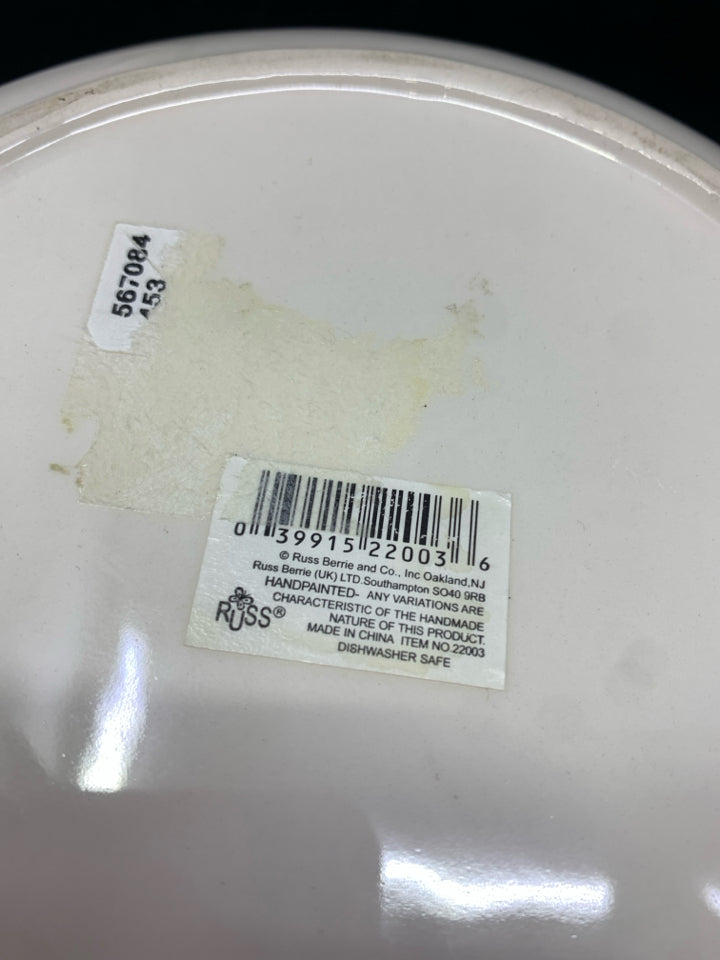 567084
453
0 39915 22003 6
© Russ Berrie and Co., Inc Oakland,NJ
Russ Berrie (UK) LTD.Southampton SO40 9RB
HANDPAINTED- ANY VARIATIONS ARE
CHARACTERISTIC OF THE HANDMADE
NATURE OF THIS PRODUCT.
MADE IN CHINA ITEM NO.22003
DISHWASHER SAFE
RUSS®